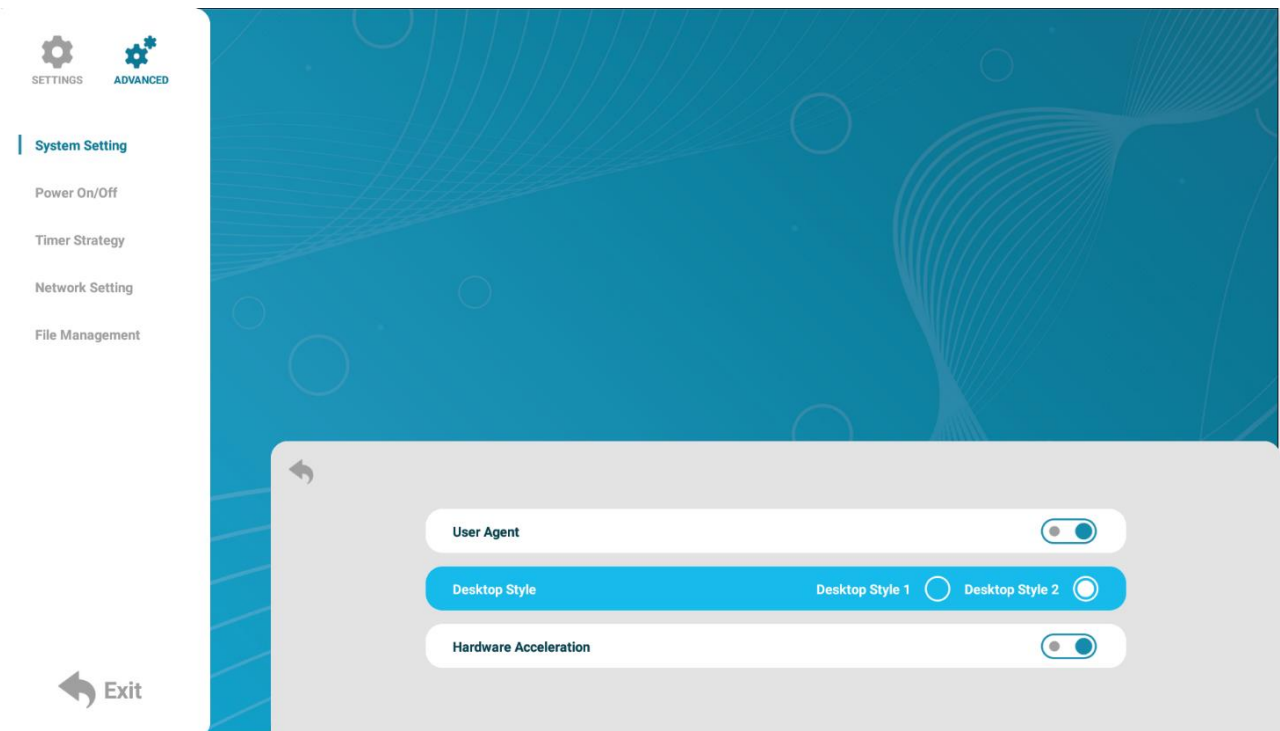 SETTINGS ADVANCED
System Setting
Power On/Off
Timer Strategy
Network Setting
File Management
Exit
User Agent
Desktop Style Desktop Style 1 Desktop Style 2
Hardware Acceleration